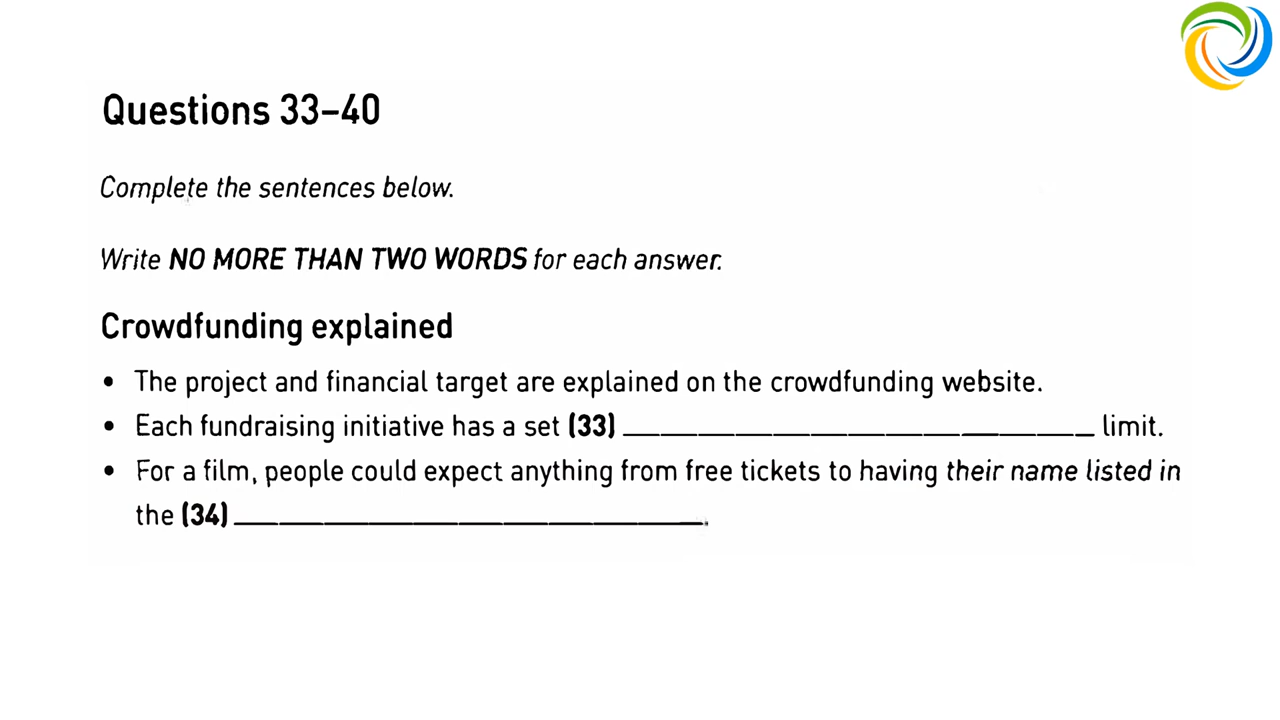 Questions 33–40
Complete the sentences below.
Write NO MORE THAN TWO WORDS for each answer.
Crowdfunding explained
• The project and financial target are explained on the crowdfunding website.
• Each fundraising initiative has a set (33) ____________________ limit.
• For a film, people could expect anything from free tickets to having their name listed in
the (34) ____________________.